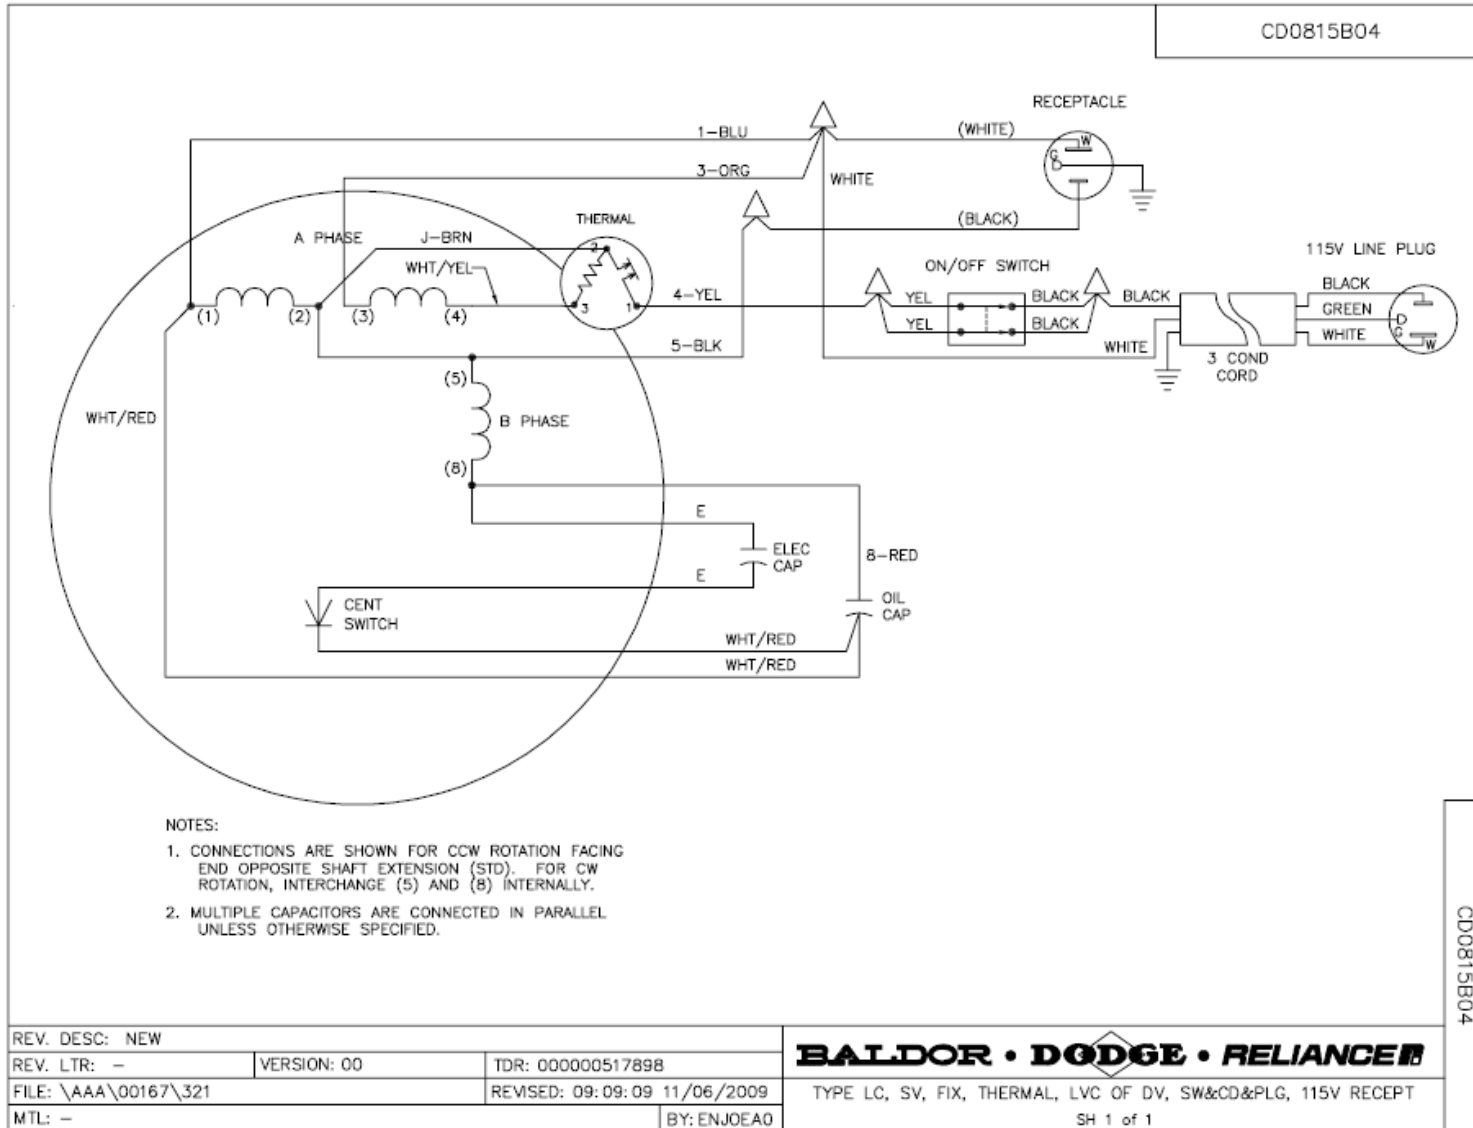 CD0815B04
RECEPTACLE
1-BLU
(WHITE)
W
G
3-ORG
WHITE
THERMAL
(BLACK)
A PHASE
J-BRN
2
WHT/YEL
ON/OFF SWITCH
115V LINE PLUG
4-YEL
YEL
BLACK
BLACK
BLACK
(1)
(2)
(3)
(4)
3
1
GREEN
YEL
BLACK
WHITE
G
W
5-BLK
WHITE
3 COND
CORD
(5)
WHT/RED
B PHASE
(8)
E
ELEC
CAP
8-RED
E
CENT
SWITCH
OIL
CAP
WHT/RED
WHT/RED
NOTES:
1. CONNECTIONS ARE SHOWN FOR CCW ROTATION FACING
END OPPOSITE SHAFT EXTENSION (STD). FOR CW
ROTATION, INTERCHANGE (5) AND (8) INTERNALLY.
2. MULTIPLE CAPACITORS ARE CONNECTED IN PARALLEL
UNLESS OTHERWISE SPECIFIED.
CD0815B04
REV. DESC: NEW
REV. LTR: -
VERSION: 00
TDR: 000000517898
FILE: \AAA\00167\321
REVISED: 09:09:09 11/06/2009
MTL: -
BY: ENJOEA0
BALDOR • DODGE • RELIANCE
TYPE LC, SV, FIX, THERMAL, LVC OF DV, SW&CD&PLG, 115V RECEPT
SH 1 of 1